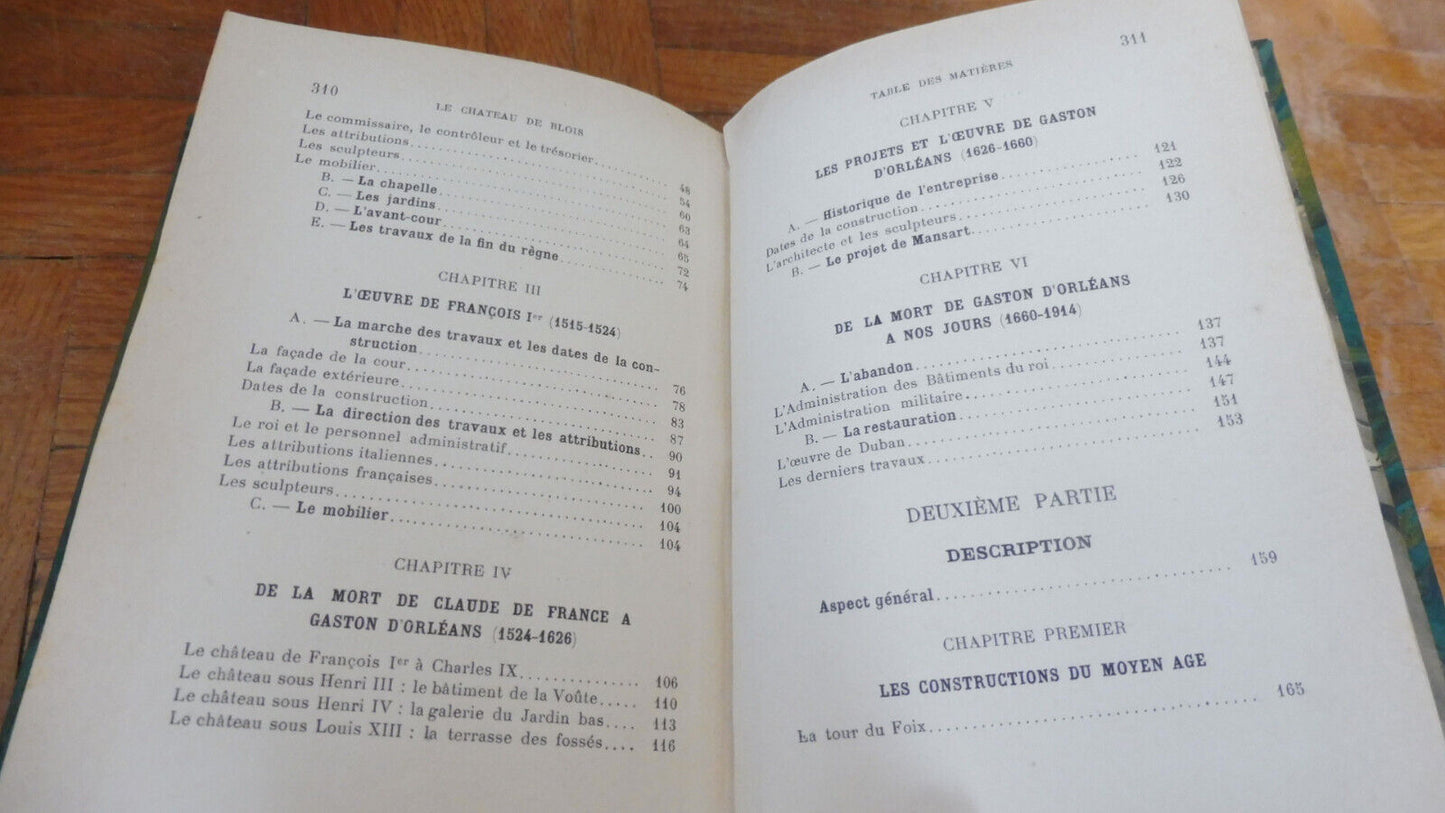 310
LE CHATEAU DE BLOIS
Le commissaire, le contrôleur et le trésorier.......... 48
Les attributions.......... 54
Les sculpteurs.......... 60
Le mobilier.......... 63
B. — La chapelle.......... 64
C. — Les jardins.......... 65
D. — L'avant-cour.......... 72
E. — Les travaux de la fin du règne.......... 74
CHAPITRE III
L'ŒUVRE DE FRANÇOIS Ier (1515-1524)
A. — La marche des travaux et les dates de la con-
struction.......... 76
La façade de la cour.......... 78
La façade extérieure.......... 83
Dates de la construction.......... 87
B. — La direction des travaux et les attributions.. 90
Le roi et le personnel administratif.......... 91
Les attributions italiennes.......... 94
Les attributions françaises.......... 100
Les sculpteurs.......... 104
C. — Le mobilier.......... 104
CHAPITRE IV
DE LA MORT DE CLAUDE DE FRANCE A
GASTON D'ORLÉANS (1524-1626)
Le château de François Ier à Charles IX.......... 106
Le château sous Henri III : le bâtiment de la Voûte..... 110
Le château sous Henri IV : la galerie du Jardin bas.... 113
Le château sous Louis XIII : la terrasse des fossés.... 116
311
TABLE DES MATIÈRES
CHAPITRE V
LES PROJETS ET L'ŒUVRE DE GASTON
D'ORLÉANS (1626-1660)
A. — Historique de l'entreprise.......... 121
Dates de la construction.......... 122
L'architecte et les sculpteurs.......... 126
B. — Le projet de Mansart.......... 130
CHAPITRE VI
DE LA MORT DE GASTON D'ORLÉANS
A NOS JOURS (1660-1914)
A. — L'abandon.......... 137
L'Administration des Bâtiments du roi.......... 137
L'Administration militaire.......... 144
B. — La restauration.......... 147
L'œuvre de Duban.......... 151
Les derniers travaux.......... 153
DEUXIÈME PARTIE
DESCRIPTION
Aspect général.......... 159
CHAPITRE PREMIER
LES CONSTRUCTIONS DU MOYEN AGE
La tour du Foix.......... 165